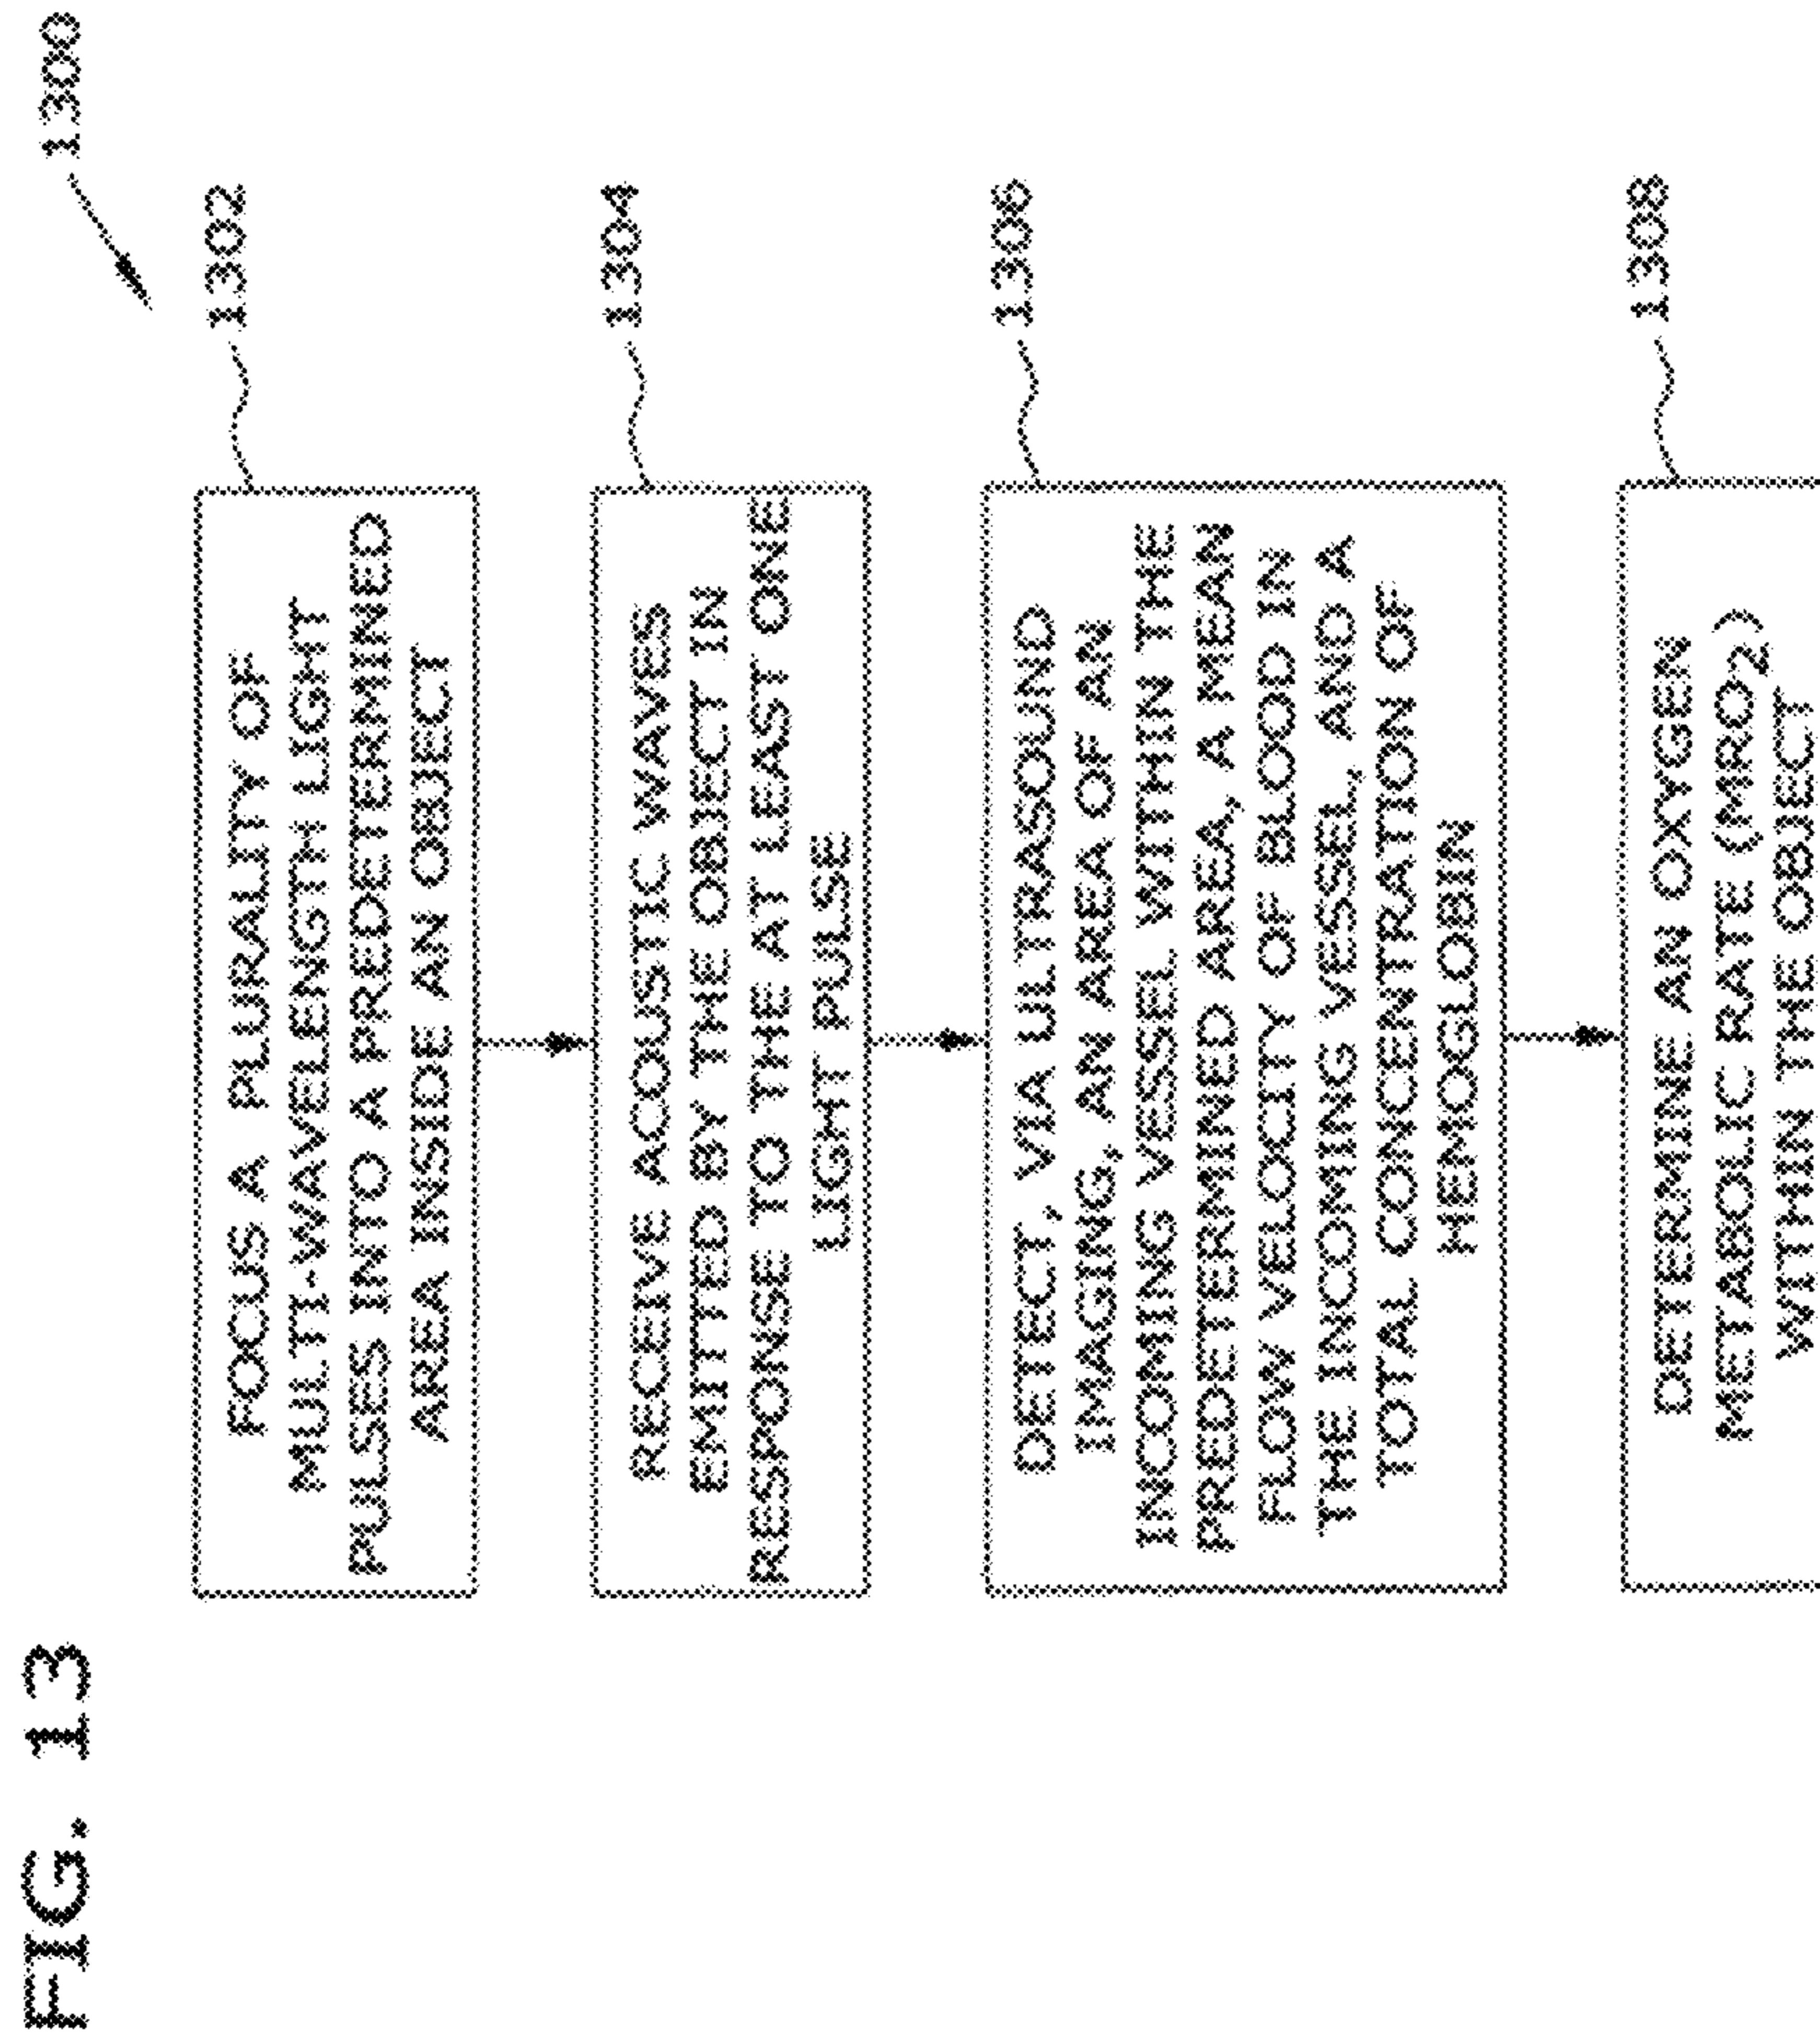 FIG. 13
1300
1302
FOCUS A PLURALITY OF
MULTI-WAVELENGTH LIGHT
PULSES INTO A PREDETERMINED
AREA INSIDE AN OBJECT
1304
RECEIVE ACOUSTIC WAVES
EMITTED BY THE OBJECT IN
RESPONSE TO THE AT LEAST ONE
LIGHT PULSE
1306
DETECT, VIA ULTRASOUND
IMAGING, AN AREA OF AN
INCOMING VESSEL WITHIN THE
PREDETERMINED AREA, A MEAN
FLOW VELOCITY OF BLOOD IN
THE INCOMING VESSEL, AND A
TOTAL CONCENTRATION OF
HEMOGLOBIN
1308
DETERMINE AN OXYGEN
METABOLIC RATE (MRO2)
WITHIN THE OBJECT